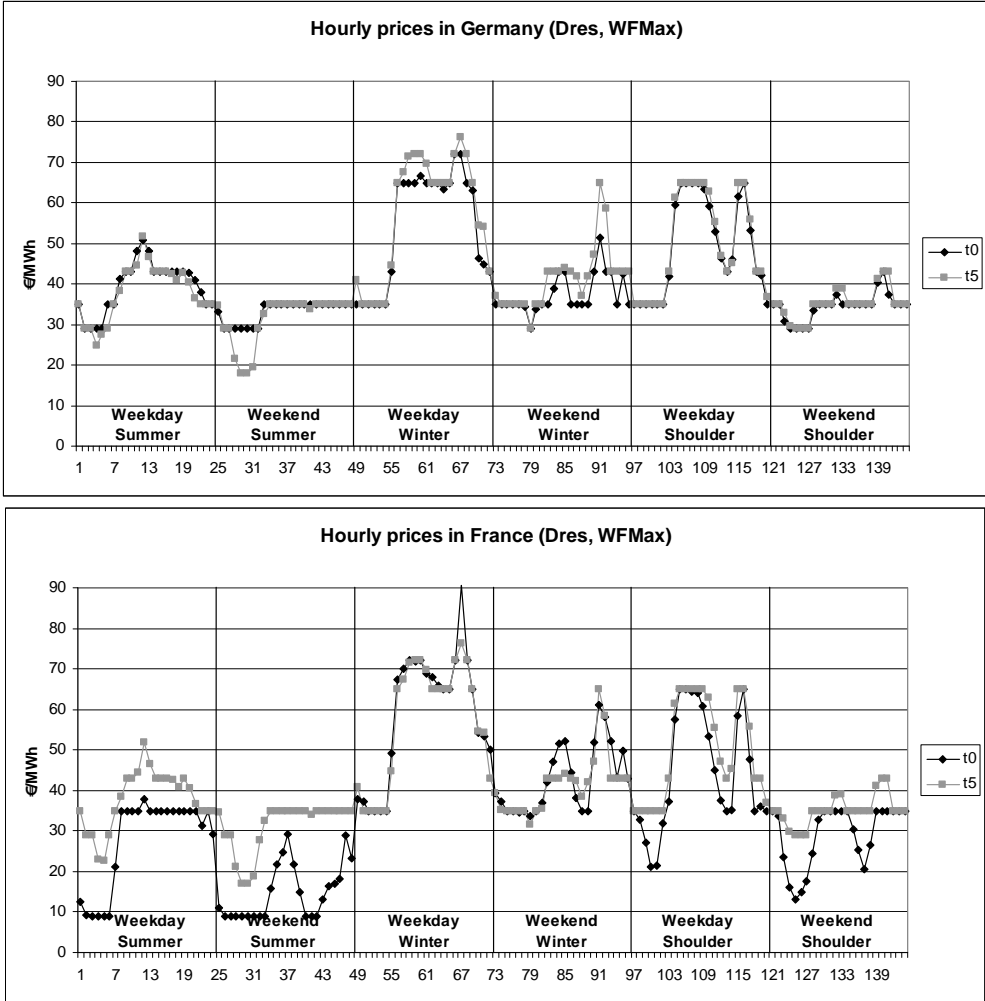 Hourly prices in Germany (Dres, WFMax)
90
80
70
60
50
40
30
20
10
0
€/MWh
Weekday Summer
Weekend Summer
Weekday Winter
Weekend Winter
Weekday Shoulder
Weekend Shoulder
1 7 13 19 25 31 37 43 49 55 61 67 73 79 85 91 97 103 109 115 121 127 133 139
t0
t5
Hourly prices in France (Dres, WFMax)
90
80
70
60
50
40
30
20
10
0
€/MWh
Weekday Summer
Weekend Summer
Weekday Winter
Weekend Winter
Weekday Shoulder
Weekend Shoulder
1 7 13 19 25 31 37 43 49 55 61 67 73 79 85 91 97 103 109 115 121 127 133 139
t0
t5